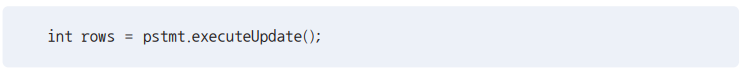 int rows = pstmt.executeUpdate();